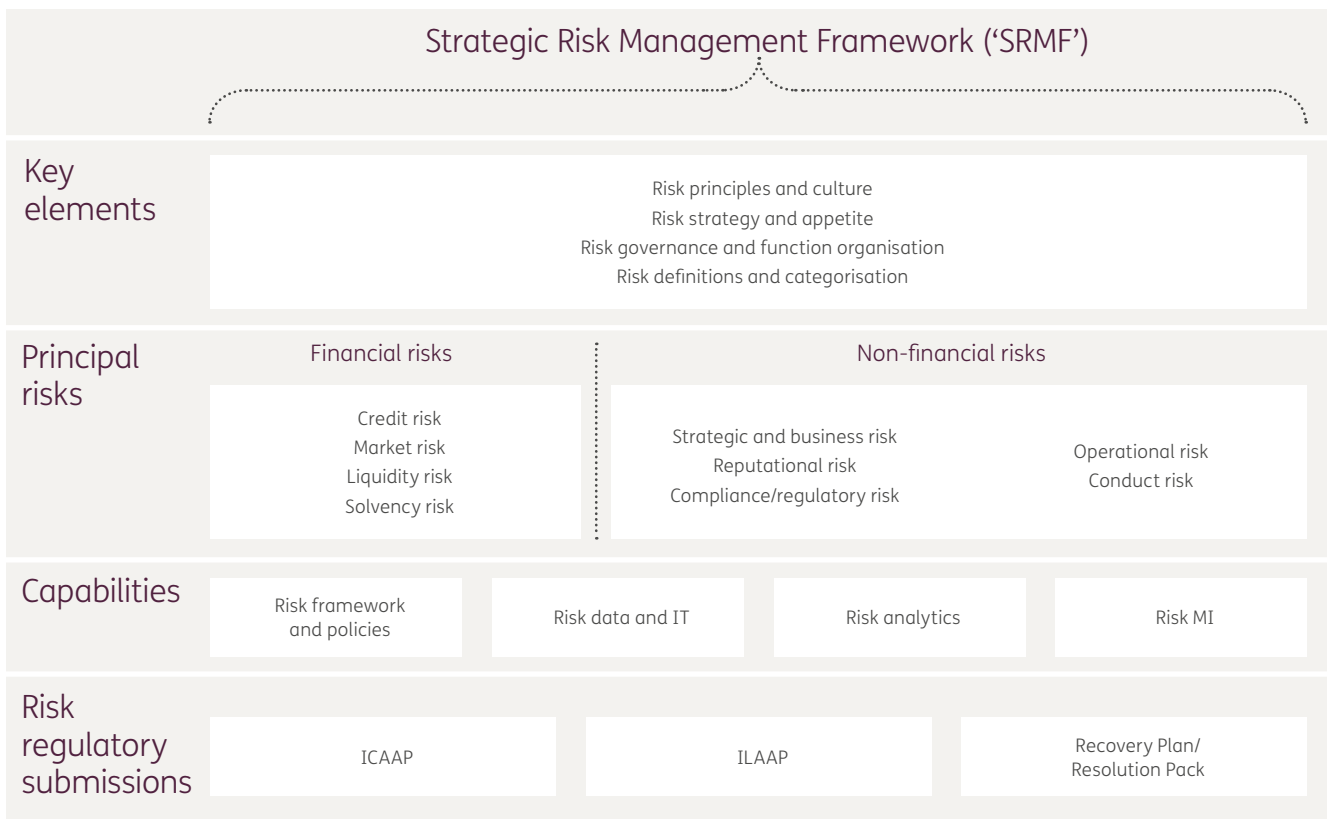 Strategic Risk Management Framework (‘SRMF’)
Key
elements
Risk principles and culture
Risk strategy and appetite
Risk governance and function organisation
Risk definitions and categorisation
Principal
risks
Financial risks
Credit risk
Market risk
Liquidity risk
Solvency risk
Non-financial risks
Strategic and business risk
Reputational risk
Compliance/regulatory risk
Operational risk
Conduct risk
Capabilities
Risk framework
and policies
Risk data and IT
Risk analytics
Risk MI
Risk
regulatory
submissions
ICAAP
ILAAP
Recovery Plan/
Resolution Pack